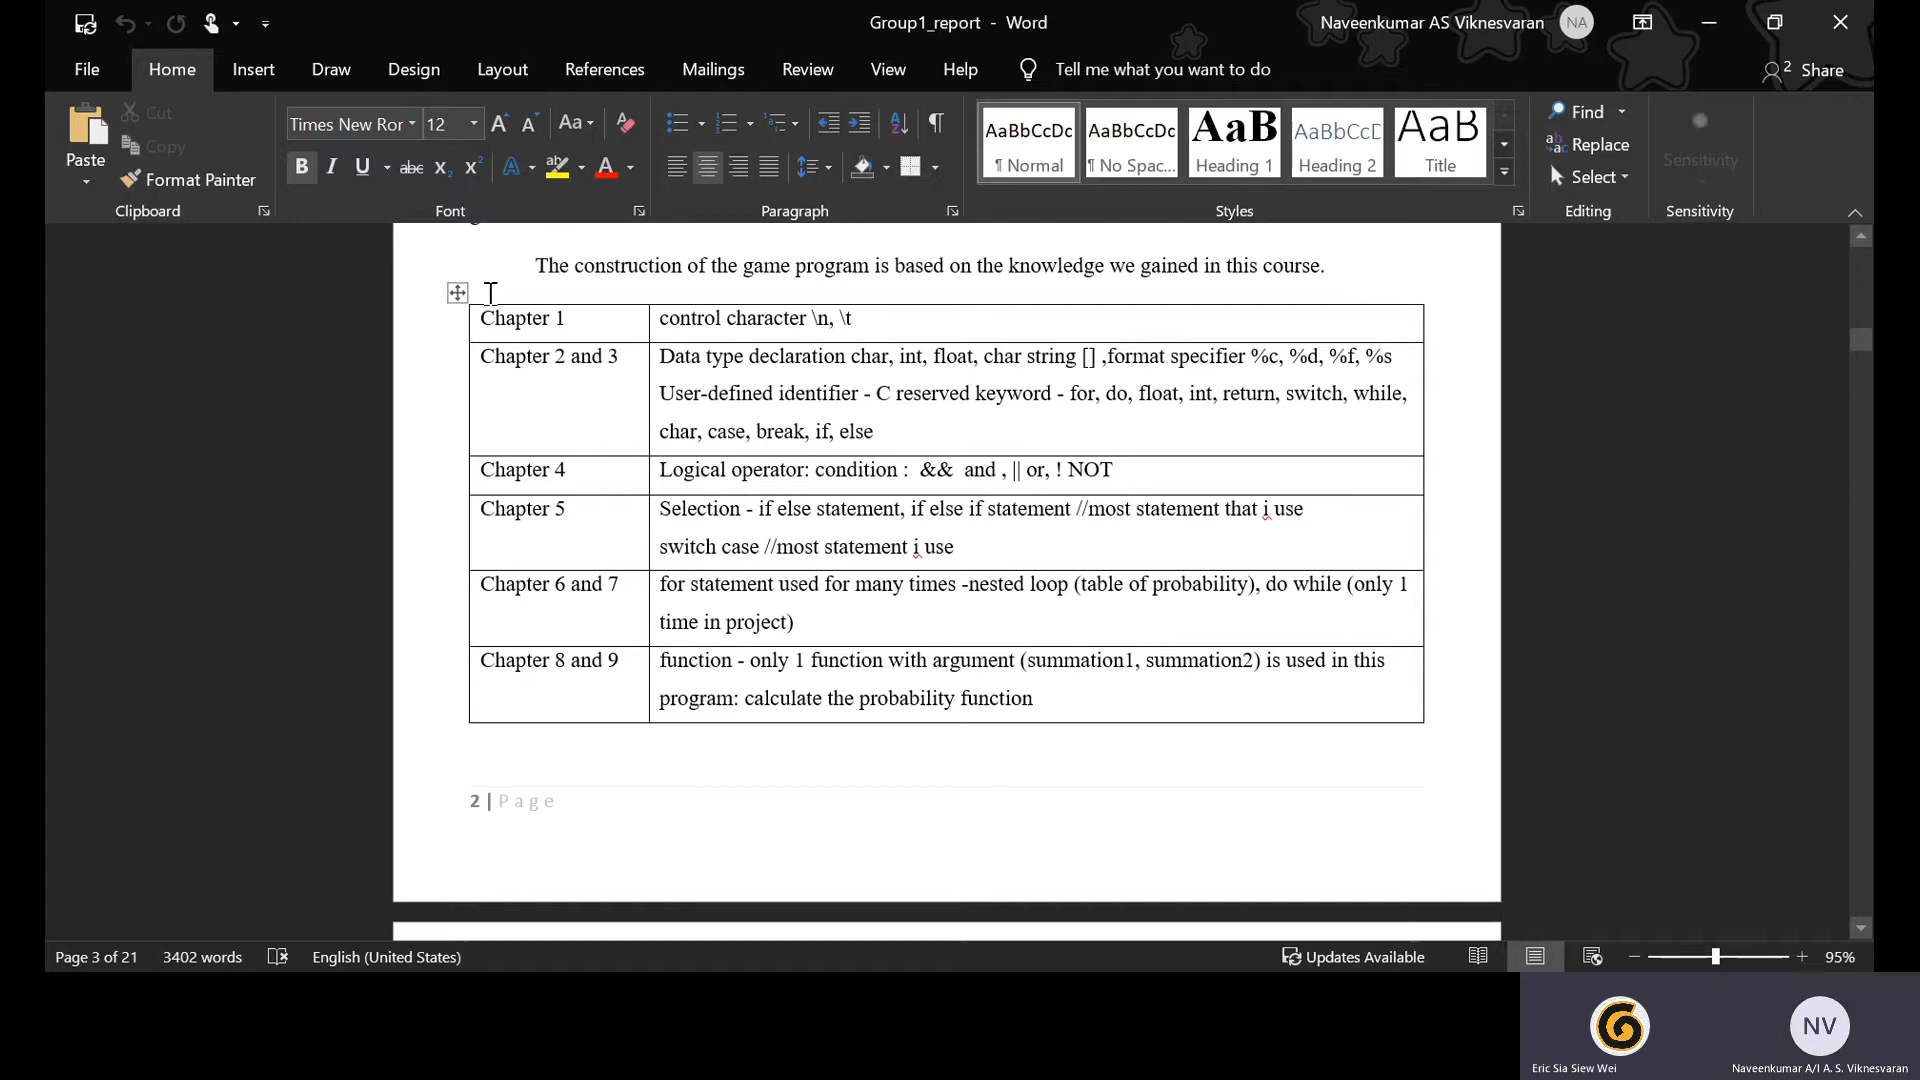 Group1_report - Word
Naveenkumar AS Viknesvaran
NA
File
Home
Insert
Draw
Design
Layout
References
Mailings
Review
View
Help
Tell me what you want to do
2
Share
Paste
Cut
Copy
Format Painter
Clipboard
Times New Ror
12
Font
Paragraph
AaBbCcDc
¶ Normal
AaBbCcDc
¶ No Spac...
AaB
Heading 1
AaBbCcD
Heading 2
AaB
Title
Styles
Find
Replace
Select
Editing
Sensitivity
Sensitivity
The construction of the game program is based on the knowledge we gained in this course.
Chapter 1
control character \n, \t
Chapter 2 and 3
Data type declaration char, int, float, char string [] ,format specifier %c, %d, %f, %s
User-defined identifier - C reserved keyword - for, do, float, int, return, switch, while,
char, case, break, if, else
Chapter 4
Logical operator: condition : && and , || or, ! NOT
Chapter 5
Selection - if else statement, if else if statement //most statement that i use
switch case //most statement i use
Chapter 6 and 7
for statement used for many times -nested loop (table of probability), do while (only 1
time in project)
Chapter 8 and 9
function - only 1 function with argument (summation1, summation2) is used in this
program: calculate the probability function
2 | Page
Page 3 of 21
3402 words
English (United States)
Updates Available
95%
NV
Eric Sia Siew Wei
Naveenkumar A/l A. S. Viknesvaran